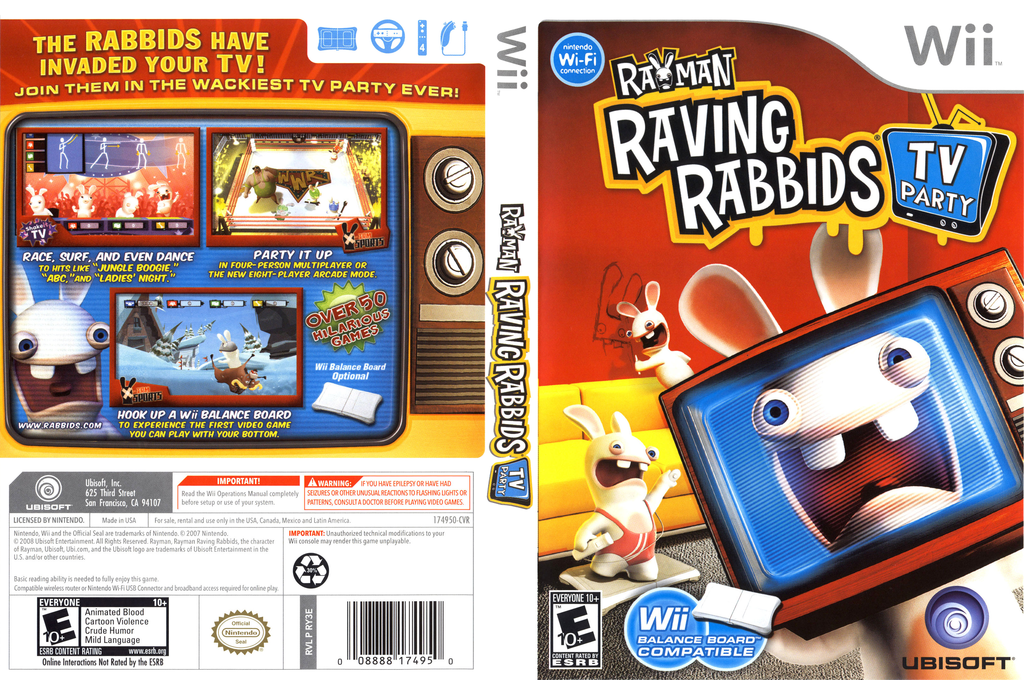 THE RABBIDS HAVE
INVADED YOUR TV!
JOIN THEM IN THE WACKIEST TV PARTY EVER!
4
Shake it
TV
WHRR
X-TRM
SPORTS
RACE, SURF, AND EVEN DANCE
TO HITS LIKE "JUNGLE BOOGIE,"
"ABC," AND "LADIES' NIGHT."
PARTY IT UP
IN FOUR-PERSON MULTIPLAYER OR
THE NEW EIGHT-PLAYER ARCADE MODE.
OVER 50
HILARIOUS
GAMES
Wii Balance Board
Optional
SPORTS
HOOK UP A Wii BALANCE BOARD
TO EXPERIENCE THE FIRST VIDEO GAME
YOU CAN PLAY WITH YOUR BOTTOM.
WWW.RABBIDS.COM
UBISOFT
Ubisoft, Inc.
625 Third Street
San Francisco, CA 94107
IMPORTANT!
Read the Wii Operations Manual completely
before setup or use of your system.
WARNING: IF YOU HAVE EPILEPSY OR HAVE HAD
SEIZURES OR OTHER UNUSUAL REACTIONS TO FLASHING LIGHTS OR
PATTERNS, CONSULT A DOCTOR BEFORE PLAYING VIDEO GAMES.
LICENSED BY NINTENDO.
Made in USA
For sale, rental and use only in the USA, Canada, Mexico and Latin America.
174950-CVR
Nintendo, Wii and the Official Seal are trademarks of Nintendo. © 2007 Nintendo.
© 2008 Ubisoft Entertainment. All Rights Reserved. Rayman, Rayman Raving Rabbids, the character
of Rayman, Ubisoft, Ubi.com, and the Ubisoft logo are trademarks of Ubisoft Entertainment in the
U.S. and/or other countries.
Basic reading ability is needed to fully enjoy this game.
Compatible wireless router or Nintendo Wi-Fi USB Connector and broadband access required for online play.
IMPORTANT: Unauthorized technical modifications to your
Wii console may render this game unplayable.
30%
EVERYONE 10+
E
10+
Animated Blood
Cartoon Violence
Crude Humor
Mild Language
ESRB CONTENT RATING www.esrb.org
Online Interactions Not Rated by the ESRB
Official
Nintendo
Seal
RVL P RY3E
0 08888 17495 0
Wii
RAYMAN
RAVING RABBIDS
TV
PARTY
Wii™
nintendo
Wi-Fi
connection
RAYMAN
RAVING
RABBIDS®
TV
PARTY
EVERYONE 10+
E
10+
CONTENT RATED BY
ESRB
Wii
BALANCE BOARD™
COMPATIBLE
UBISOFT®